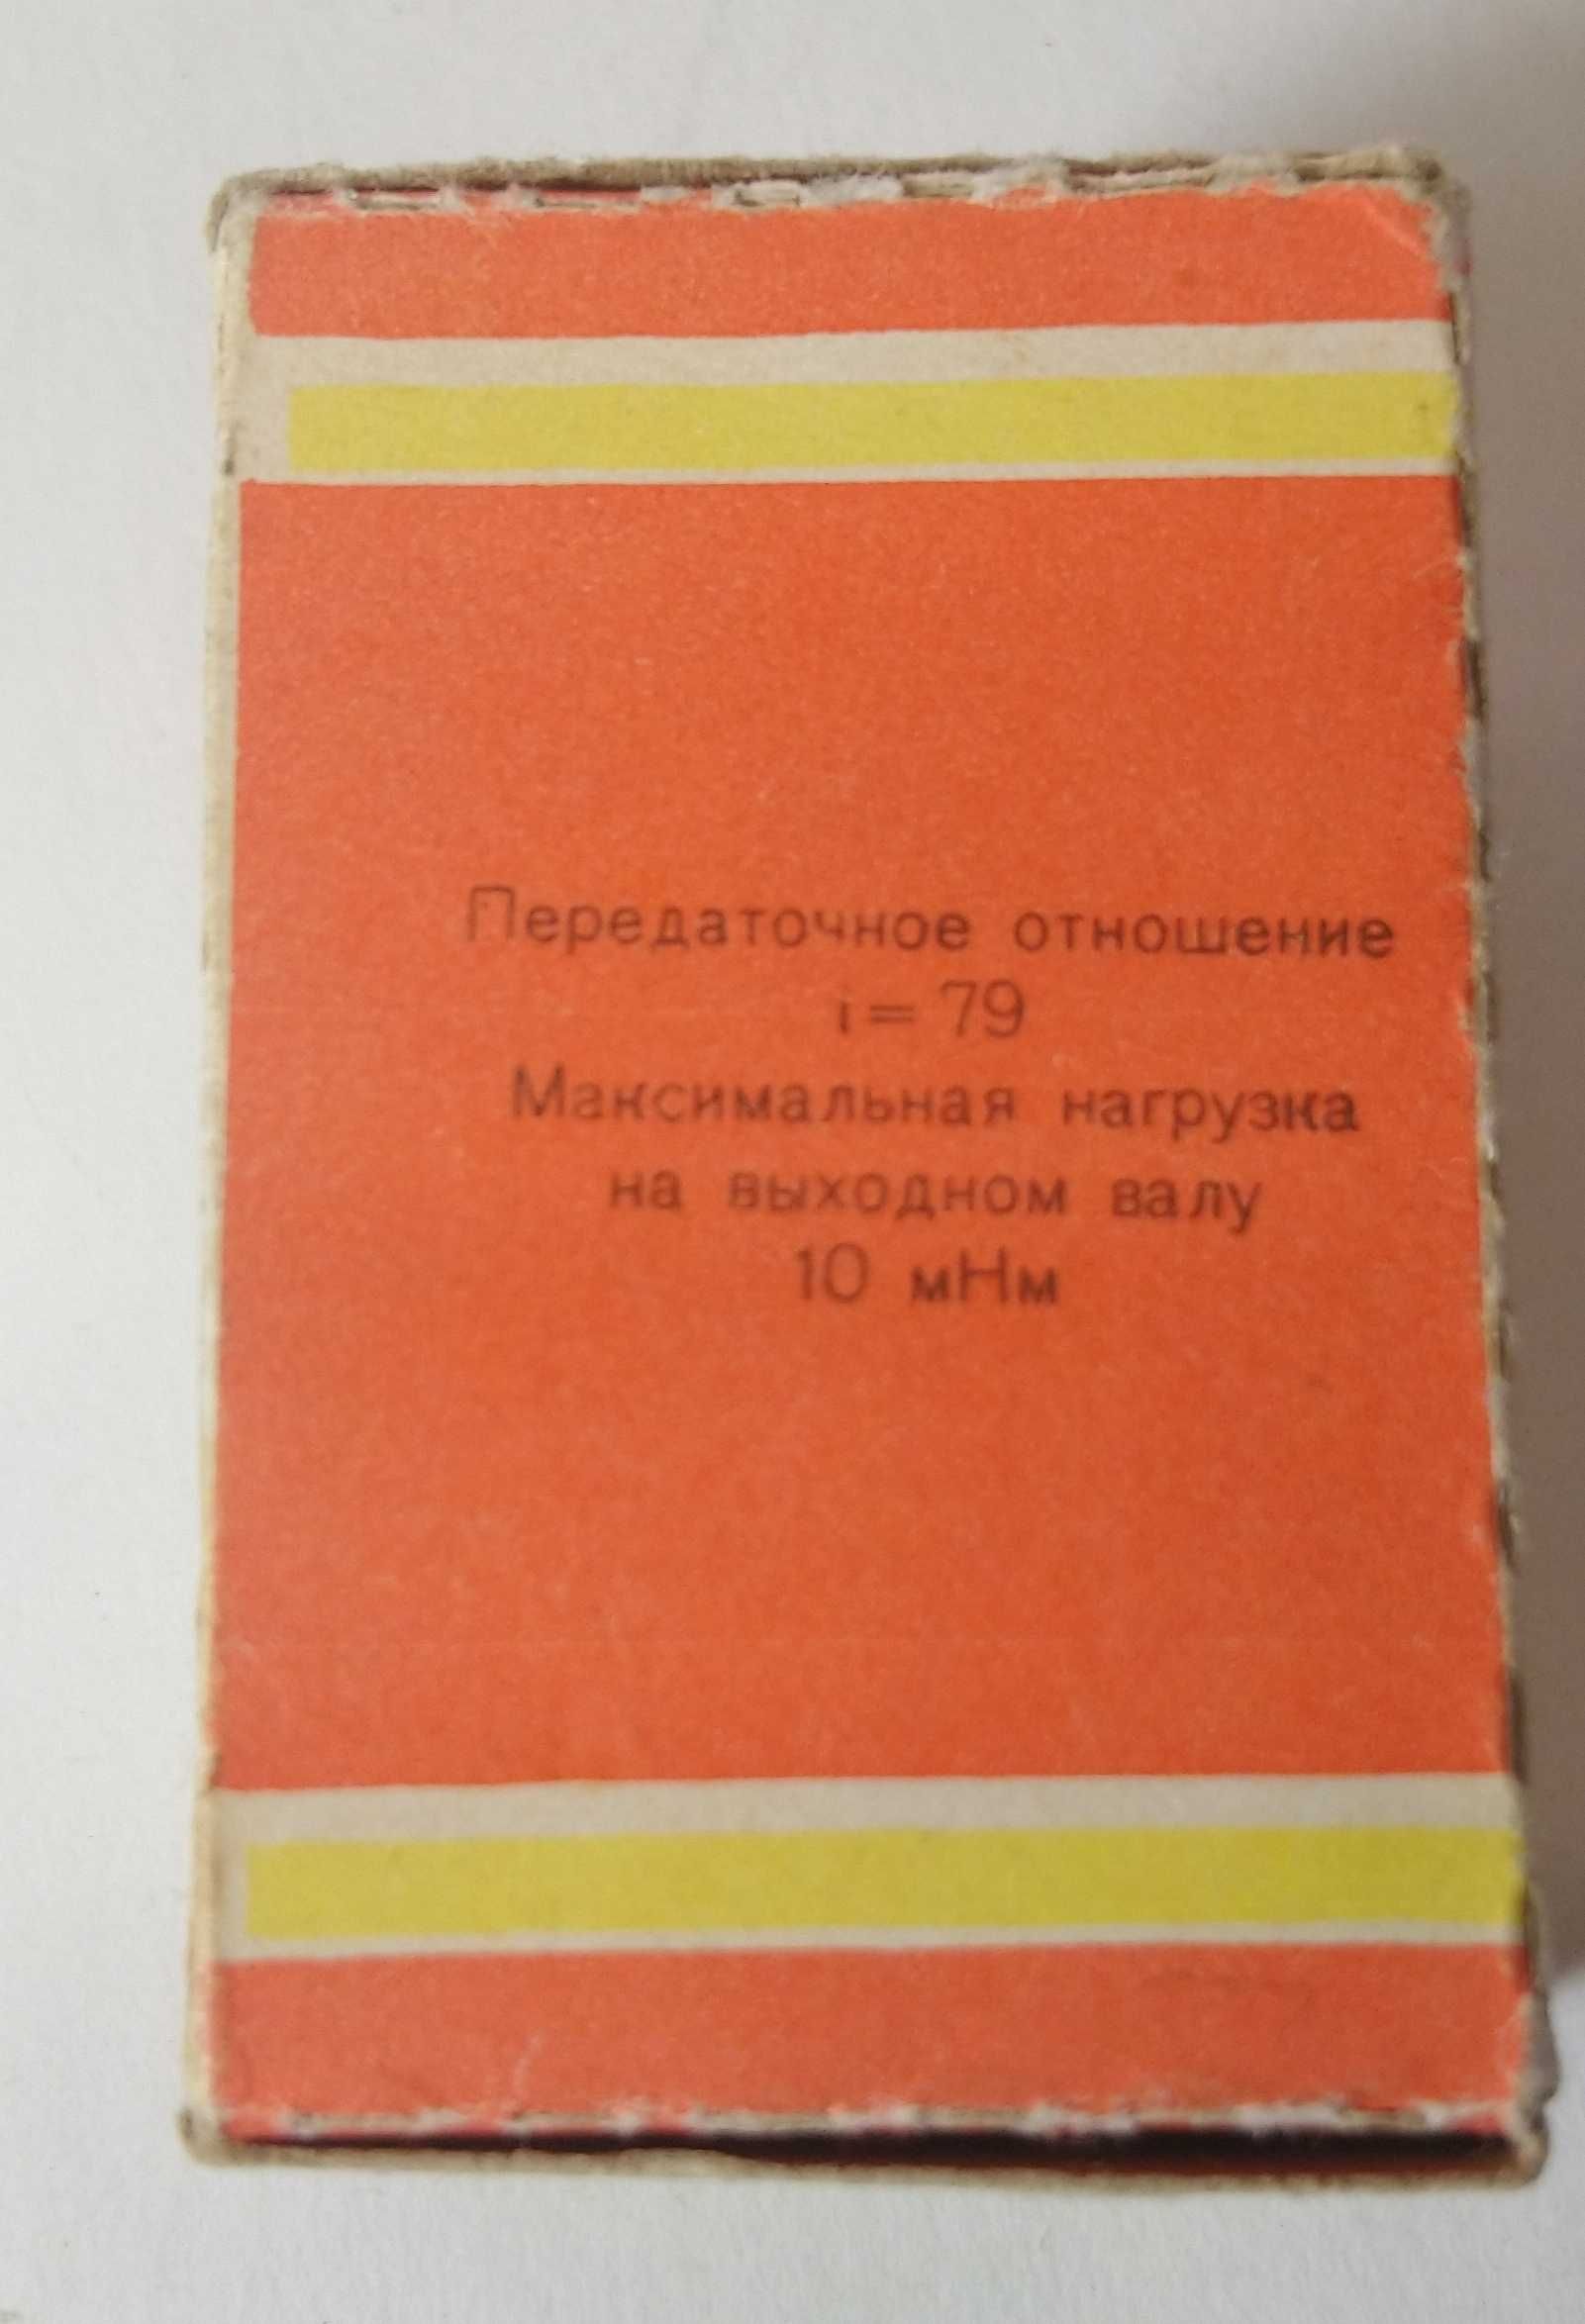 Передаточное отношение
i = 79
Максимальная нагрузка
на выходном валу
10 мНм